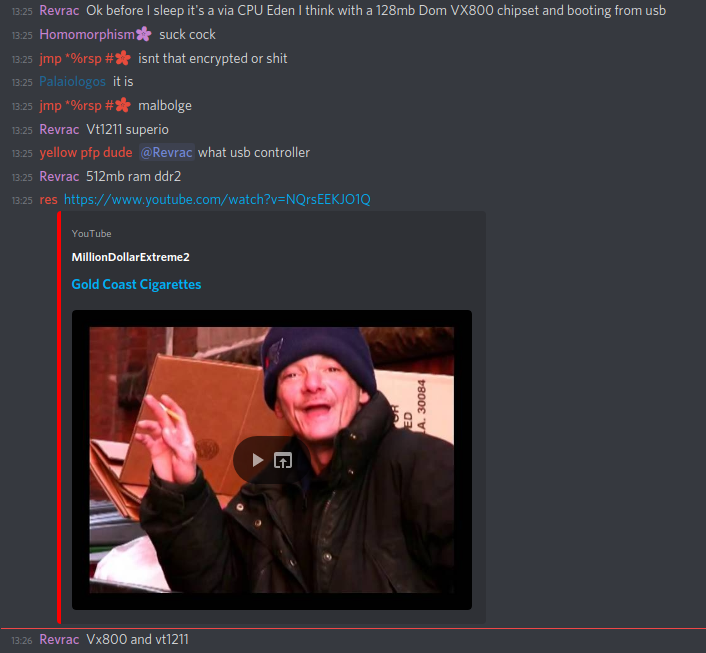 13:25 Revrac Ok before I sleep it's a via CPU Eden I think with a 128mb Dom VX800 chipset and booting from usb
13:25 Homomorphism suck cock
13:25 jmp *%rsp # isnt that encrypted or shit
13:25 Palaiologos it is
13:25 jmp *%rsp # malbolge
13:25 Revrac Vt1211 superio
13:25 yellow pfp dude @Revrac what usb controller
13:25 Revrac 512mb ram ddr2
13:25 res https://www.youtube.com/watch?v=NQrsEEKJO1Q
YouTube
MillionDollarExtreme2
Gold Coast Cigarettes
OR
ED
A. 30084
13:26 Revrac Vx800 and vt1211